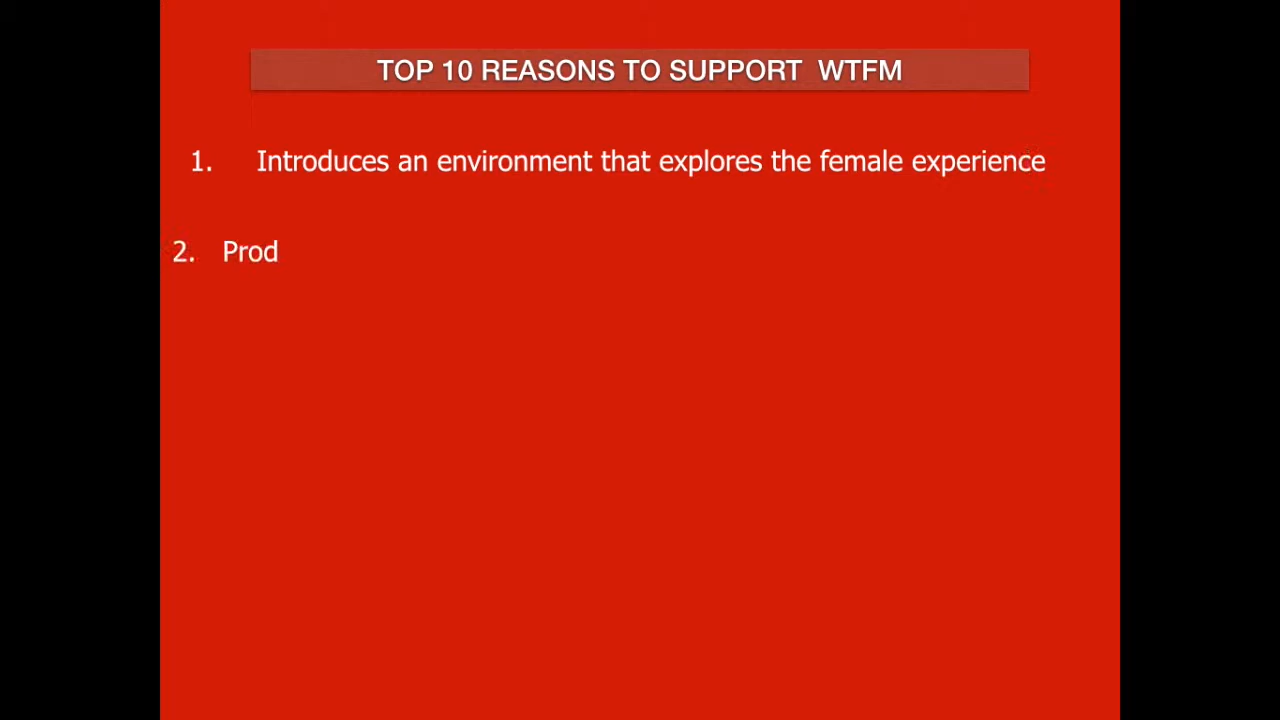 TOP 10 REASONS TO SUPPORT WTFM
1. Introduces an environment that explores the female experience
2. Prod